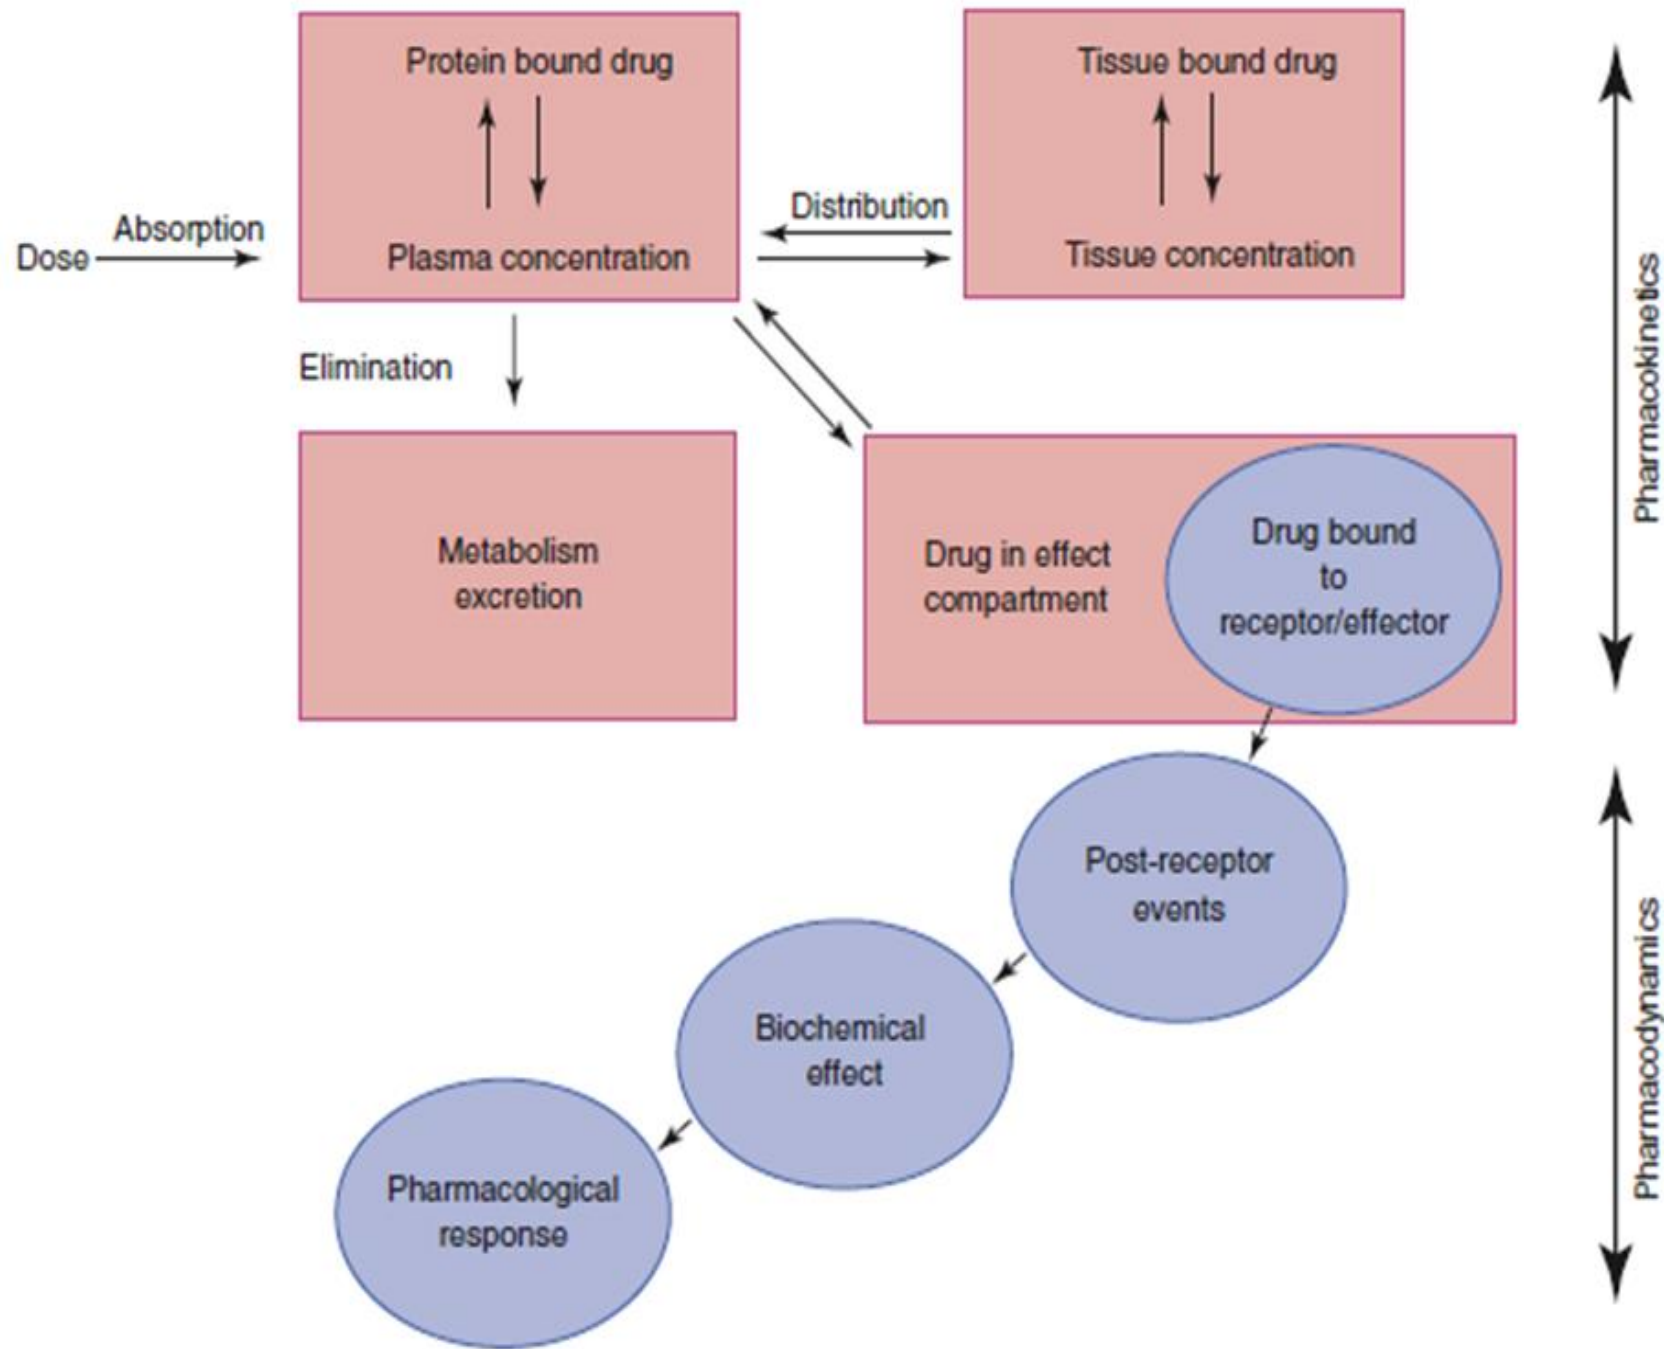 Protein bound drug
Tissue bound drug
Distribution
Absorption
Dose
Plasma concentration
Tissue concentration
Elimination
Metabolism
excretion
Drug in effect
compartment
Drug bound
to
receptor/effector
Post-receptor
events
Biochemical
effect
Pharmacological
response
Pharmacokinetics
Pharmacodynamics